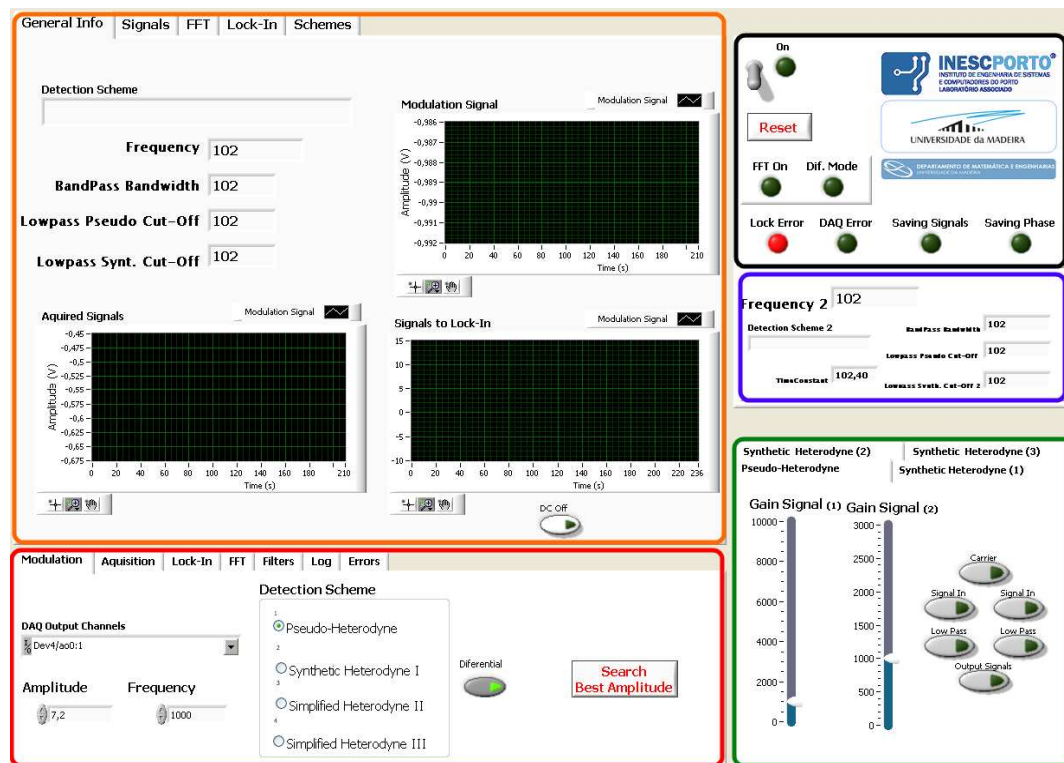 General Info Signals FFT Lock-In Schemes
Detection Scheme
Frequency 102
BandPass Bandwidth 102
Lowpass Pseudo Cut-Off 102
Lowpass Synt. Cut-Off 102
Modulation Signal Modulation Signal
-0,986
-0,987
-0,988
-0,989
-0,99
-0,991
-0,992
Amplitude (V)
0 20 40 60 80 100 120 140 160 180 210
Time (s)
Aquired Signals Modulation Signal
-0,45
-0,475
-0,5
-0,525
-0,55
-0,575
-0,6
-0,625
-0,65
-0,675
Amplitude (V)
0 20 40 60 80 100 120 140 160 180 210
Time (s)
Signals to Lock-In Modulation Signal
15
10
5
0
-5
-10
0 20 40 60 80 100 120 140 160 180 200 220 236
Time (s)
DC Off
On
Reset
FFT On Dif. Mode
Lock Error DAQ Error Saving Signals Saving Phase
INESCPORTO®
INSTITUTO DE ENGENHARIA DE SISTEMAS
E COMPUTADORES DO PORTO
LABORATÓRIO ASSOCIADO
UNIVERSIDADE da MADEIRA
DEPARTAMENTO DE MATEMÁTICA E ENGENHARIAS
UNIVERSIDADE DA MADEIRA
Frequency 2 102
Detection Scheme 2
BandPass Bandwidth 102
Lowpass Pseudo Cut-Off 102
TimeConstant 102,40
Lowpass Synth. Cut-Off 2 102
Modulation Aquisition Lock-In FFT Filters Log Errors
DAQ Output Channels
Dev4/ao0:1
Amplitude Frequency
7,2 1000
Detection Scheme
1
Pseudo-Heterodyne
2
Synthetic Heterodyne I
3
Simplified Heterodyne II
4
Simplified Heterodyne III
Diferential
Search
Best Amplitude
Synthetic Heterodyne (2) Synthetic Heterodyne (3)
Pseudo-Heterodyne Synthetic Heterodyne (1)
Gain Signal (1) Gain Signal (2)
10000
8000
6000
4000
2000
0
3000
2500
2000
1500
1000
500
0
Carrier
Signal In Signal In
Low Pass Low Pass
Output Signals